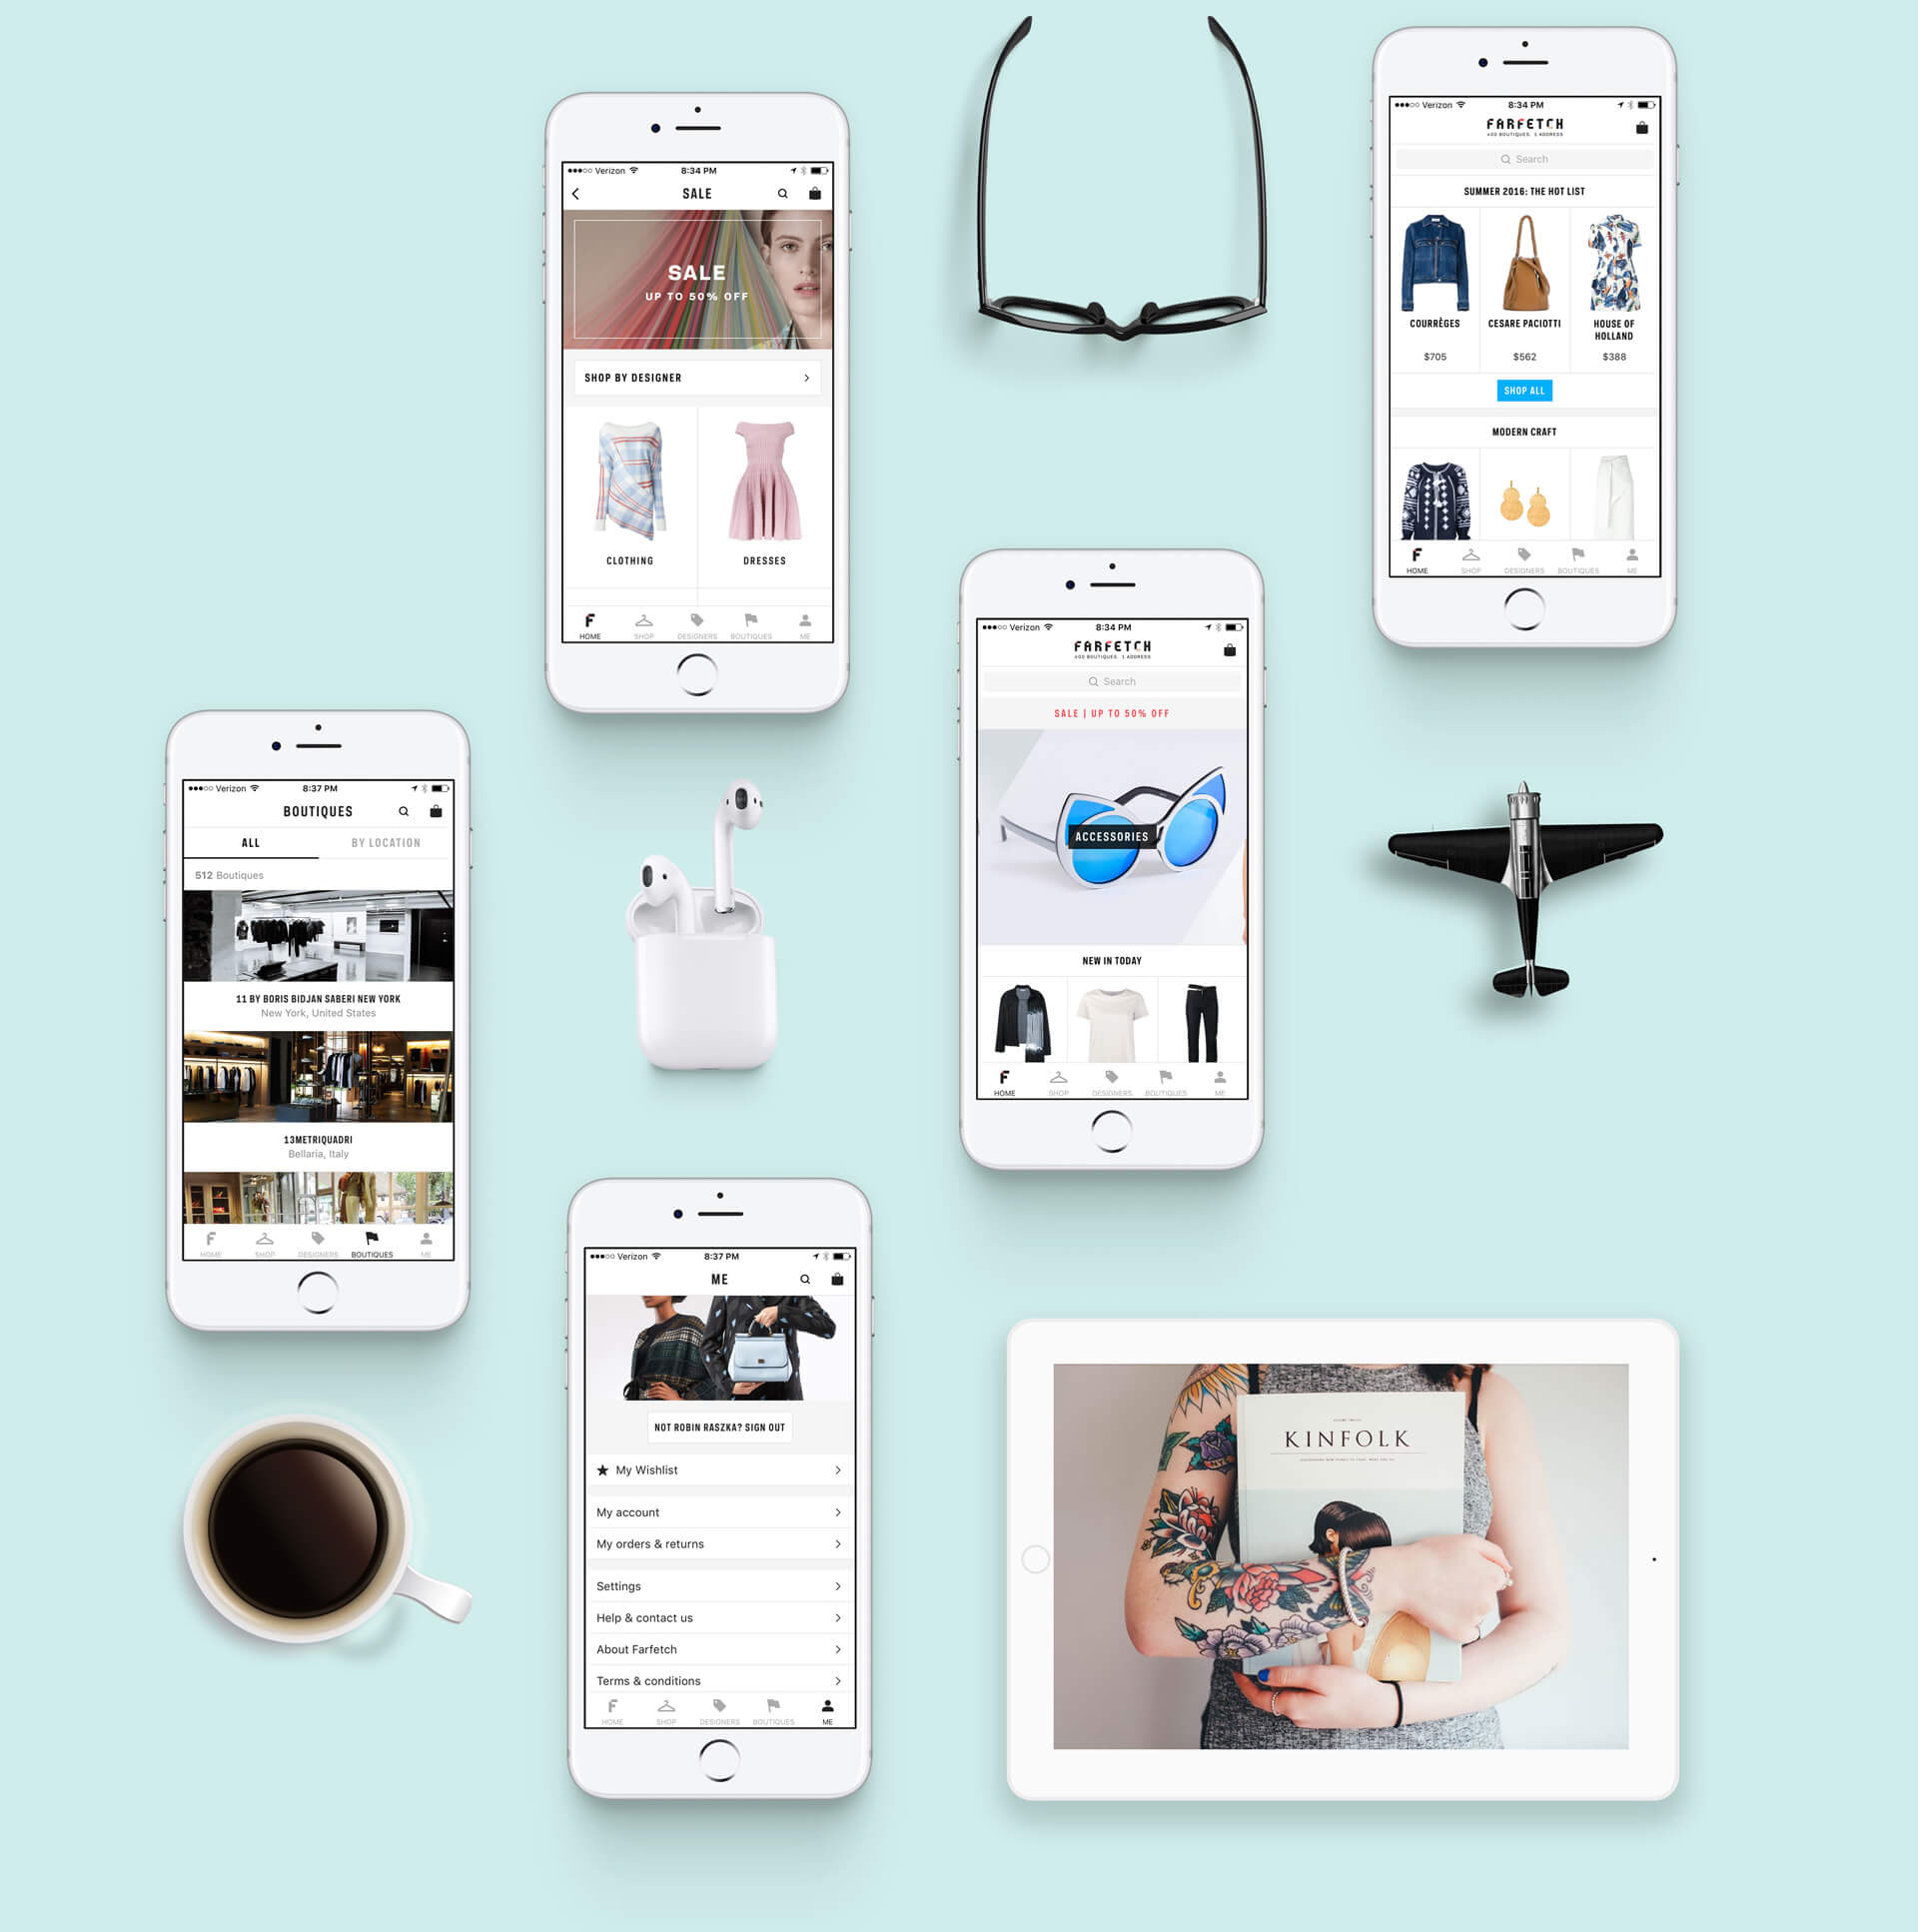 Verizon 8:34 PM
SALE
SALE
UP TO 50% OFF
SHOP BY DESIGNER
CLOTHING
DRESSES
HOME SHOP DESIGNERS BOUTIQUES ME
Verizon 8:34 PM
FARFETCH
400 BOUTIQUES. 1 ADDRESS
Search
SUMMER 2016: THE HOT LIST
COURRÈGES
CESARE PACIOTTI
HOUSE OF
HOLLAND
$705
$562
$388
SHOP ALL
MODERN CRAFT
HOME SHOP DESIGNERS BOUTIQUES ME
Verizon 8:34 PM
FARFETCH
400 BOUTIQUES. 1 ADDRESS
Search
SALE | UP TO 50% OFF
ACCESSORIES
NEW IN TODAY
HOME SHOP DESIGNERS BOUTIQUES ME
Verizon 8:37 PM
BOUTIQUES
ALL BY LOCATION
512 Boutiques
11 BY BORIS BIDJAN SABERI NEW YORK
New York, United States
13METRIQUADRI
Bellaria, Italy
HOME SHOP DESIGNERS BOUTIQUES ME
Verizon 8:37 PM
ME
NOT ROBIN RASZKA? SIGN OUT
My Wishlist
My account
My orders & returns
Settings
Help & contact us
About Farfetch
Terms & conditions
HOME SHOP DESIGNERS BOUTIQUES ME
KINFOLK